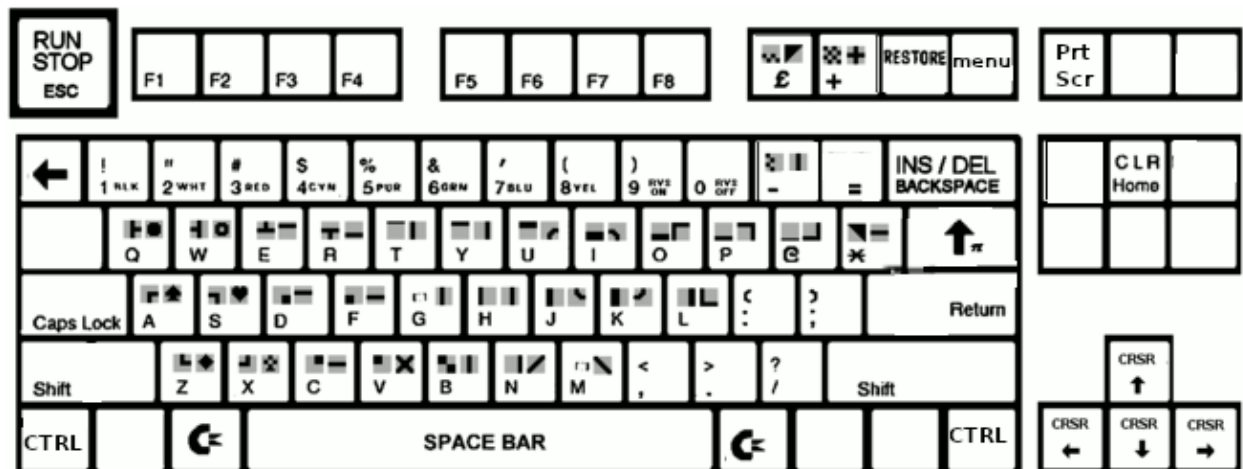 RUN
STOP
ESC
F1 F2 F3 F4 F5 F6 F7 F8 £ + RESTORE menu Prt
Scr
← ! " # $ % & ' ( ) INS / DEL CLR
1 BLK 2 WHT 3 RED 4 CYN 5 PUR 6 GRN 7 BLU 8 YEL 9 RVS ON 0 RVS OFF - = BACKSPACE Home
Q W E R T Y U I O P @ * ↑ π
Caps Lock A S D F G H J K L [ : ] ; Return
Shift Z X C V B N M < , > . ? / Shift CRSR ↑
CTRL C= SPACE BAR C= CTRL CRSR ← CRSR ↓ CRSR →